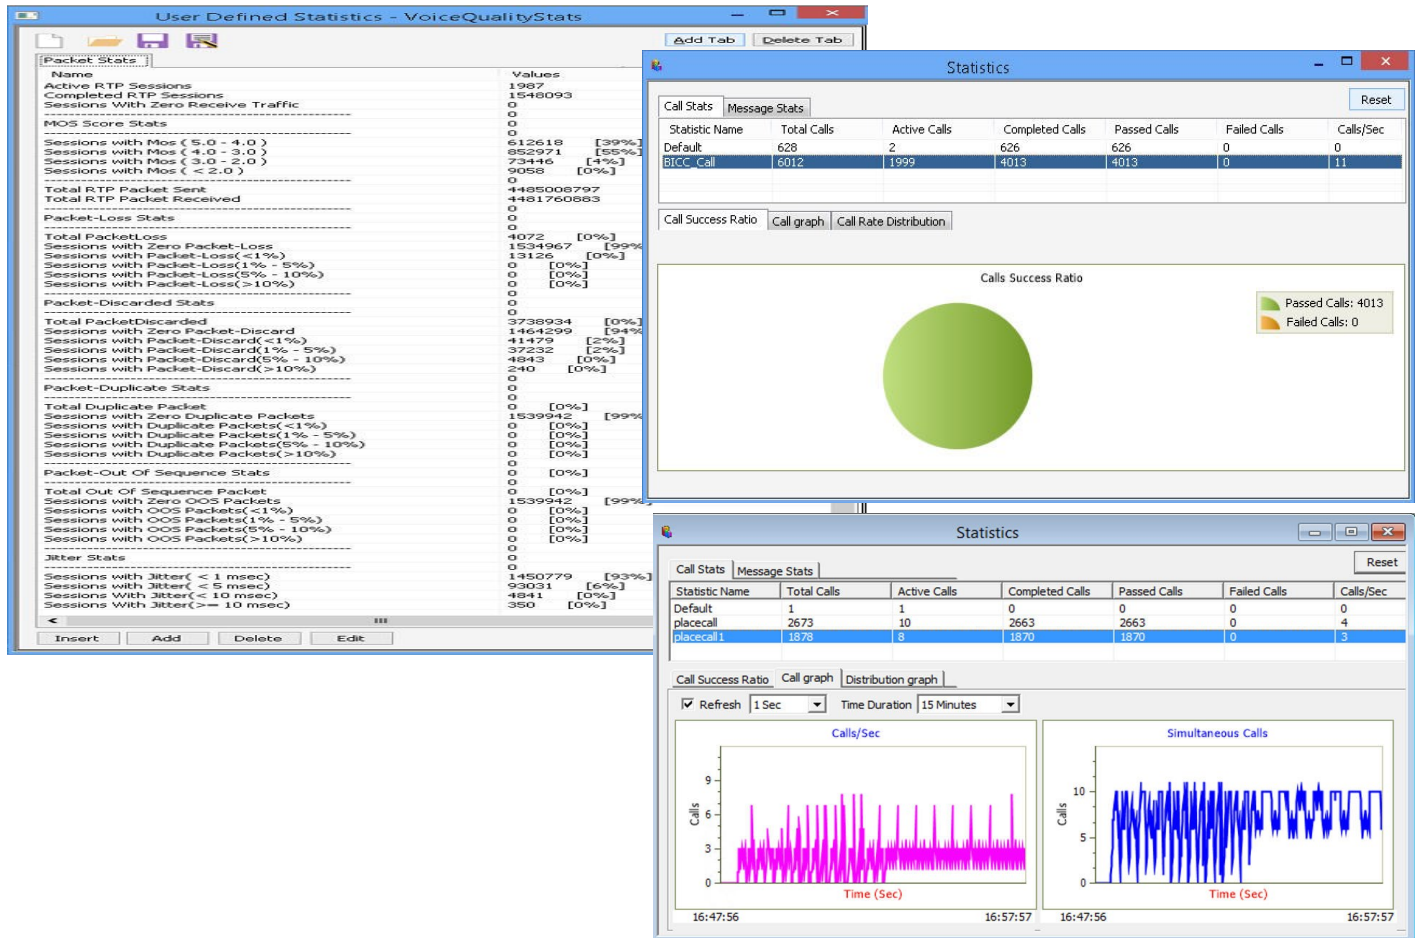 User Defined Statistics - VoiceQualityStats
Add Tab Delete Tab
Packet Stats
Name Values
Active RTP Sessions 1987
Completed RTP Sessions 1548093
Sessions With Zero Receive Traffic 0
-------------------------------------------------------- 0
MOS Score Stats 0
-------------------------------------------------------- 0
Sessions with Mos ( 5.0 - 4.0 ) 612618 [39%]
Sessions with Mos ( 4.0 - 3.0 ) 852971 [55%]
Sessions with Mos ( 3.0 - 2.0 ) 73446 [4%]
Sessions with Mos ( < 2.0 ) 9058 [0%]
-------------------------------------------------------- 0
Total RTP Packet Sent 4485008797
Total RTP Packet Received 4481760883
-------------------------------------------------------- 0
Packet-Loss Stats 0
-------------------------------------------------------- 0
Total PacketLoss 4072 [0%]
Sessions with Zero Packet-Loss 1534967 [99%
Sessions with Packet-Loss(<1%) 13126 [0%]
Sessions with Packet-Loss(1% - 5%) 0 [0%]
Sessions with Packet-Loss(5% - 10%) 0 [0%]
Sessions with Packet-Loss(>10%) 0 [0%]
-------------------------------------------------------- 0
Packet-Discarded Stats 0
-------------------------------------------------------- 0
Total PacketDiscarded 3738934 [0%]
Sessions with Zero Packet-Discard 1464299 [94%
Sessions with Packet-Discard(<1%) 41479 [2%]
Sessions with Packet-Discard(1% - 5%) 37232 [2%]
Sessions with Packet-Discard(5% - 10%) 4843 [0%]
Sessions with Packet-Discard(>10%) 240 [0%]
-------------------------------------------------------- 0
Packet-Duplicate Stats 0
-------------------------------------------------------- 0
Total Duplicate Packet 0 [0%]
Sessions with Zero Duplicate Packets 1539942 [99%
Sessions with Duplicate Packets(<1%) 0 [0%]
Sessions with Duplicate Packets(1% - 5%) 0 [0%]
Sessions with Duplicate Packets(5% - 10%) 0 [0%]
Sessions with Duplicate Packets(>10%) 0 [0%]
-------------------------------------------------------- 0
Packet-Out Of Sequence Stats 0 [0%]
-------------------------------------------------------- 0
Total Out Of Sequence Packet 0 [0%]
Sessions with Zero OOS Packets 1539942 [99%
Sessions with OOS Packets(<1%) 0 [0%]
Sessions with OOS Packets(1% - 5%) 0 [0%]
Sessions with OOS Packets(5% - 10%) 0 [0%]
Sessions with OOS Packets(>10%) 0 [0%]
-------------------------------------------------------- 0
Jitter Stats 0
-------------------------------------------------------- 0
Sessions with Jitter( < 1 msec) 1450779 [93%]
Sessions with Jitter( < 5 msec) 93031 [6%]
Sessions With Jitter(< 10 msec) 4841 [0%]
Sessions With Jitter(>= 10 msec) 350 [0%]
Insert Add Delete Edit
Statistics
Call Stats Message Stats Reset
Statistic Name Total Calls Active Calls Completed Calls Passed Calls Failed Calls Calls/Sec
Default 628 2 626 626 0 0
BICC_Call 6012 1999 4013 4013 0 11
Call Success Ratio Call graph Call Rate Distribution
Calls Success Ratio
Passed Calls: 4013
Failed Calls: 0
Statistics
Call Stats Message Stats Reset
Statistic Name Total Calls Active Calls Completed Calls Passed Calls Failed Calls Calls/Sec
Default 1 1 0 0 0 0
placecall 2673 10 2663 2663 0 4
placecall1 1878 8 1870 1870 0 3
Call Success Ratio Call graph Distribution graph
Refresh 1 Sec Time Duration 15 Minutes
Calls/Sec
9
6
3
0
Calls
Time (Sec)
16:47:56 16:57:57
Simultaneous Calls
10
5
0
Calls
Time (Sec)
16:47:56 16:57:57